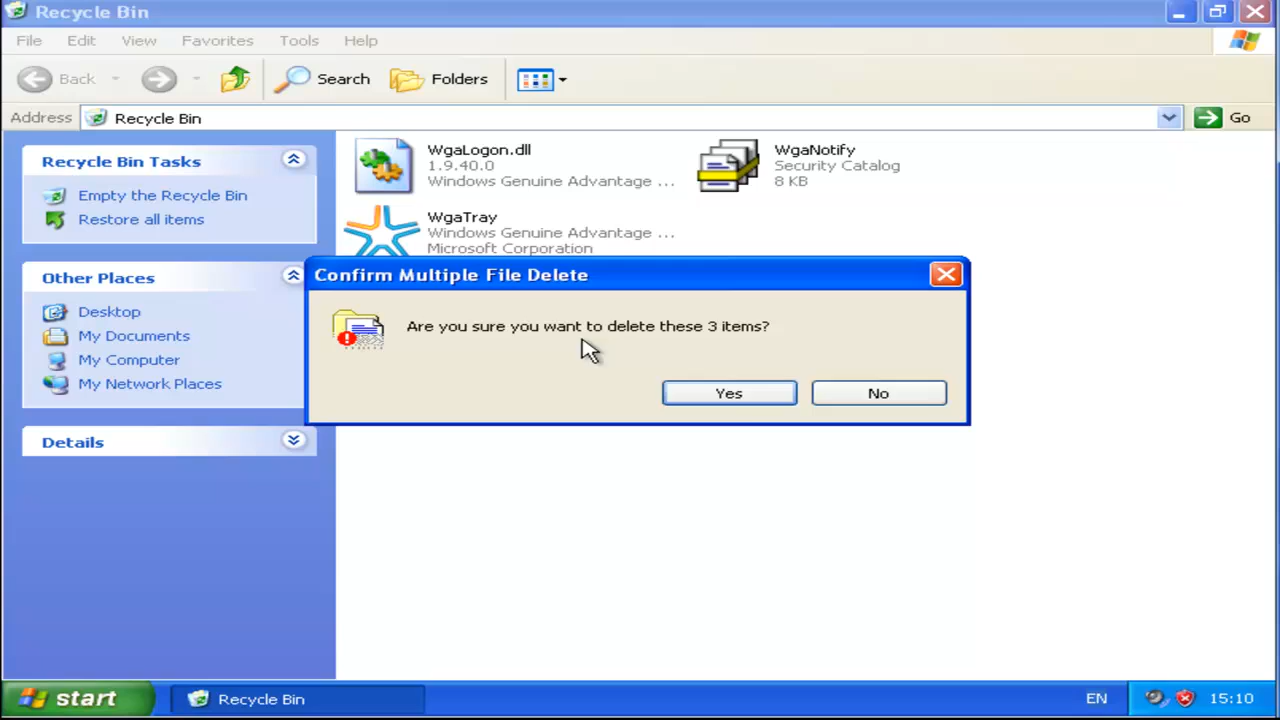 Recycle Bin
File Edit View Favorites Tools Help
Back Search Folders
Address Recycle Bin Go
Recycle Bin Tasks
Empty the Recycle Bin
Restore all items
Other Places
Desktop
My Documents
My Computer
My Network Places
Details
WgaLogon.dll
1.9.40.0
Windows Genuine Advantage ...
WgaNotify
Security Catalog
8 KB
WgaTray
Windows Genuine Advantage ...
Microsoft Corporation
Confirm Multiple File Delete
Are you sure you want to delete these 3 items?
Yes No
start Recycle Bin EN 15:10